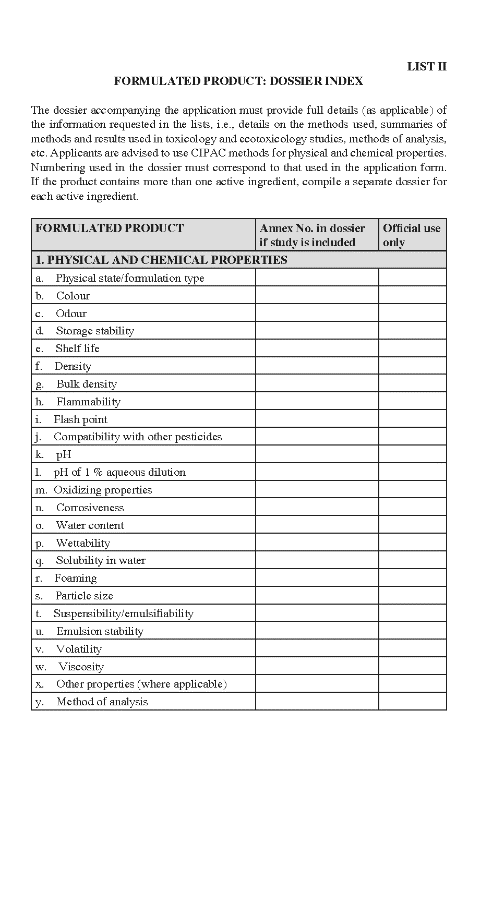 LIST II
FORMULATED PRODUCT: DOSSIER INDEX
The dossier accompanying the application must provide full details (as applicable) of
the information requested in the lists, i.e., details on the methods used, summaries of
methods and results used in toxicology and ecotoxicology studies, methods of analysis,
etc. Applicants are advised to use CIPAC methods for physical and chemical properties.
Numbering used in the dossier must correspond to that used in the application form.
If the product contains more than one active ingredient, compile a separate dossier for
each active ingredient.
FORMULATED PRODUCT Annex No. in dossier Official use
if study is included only
1. PHYSICAL AND CHEMICAL PROPERTIES
a. Physical state/formulation type
b. Colour
c. Odour
d. Storage stability
e. Shelf life
f. Density
g. Bulk density
h. Flammability
i. Flash point
j. Compatibility with other pesticides
k. pH
l. pH of 1 % aqueous dilution
m. Oxidizing properties
n. Corrosiveness
o. Water content
p. Wettability
q. Solubility in water
r. Foaming
s. Particle size
t. Suspensibility/emulsifiability
u. Emulsion stability
v. Volatility
w. Viscosity
x. Other properties (where applicable)
y. Method of analysis